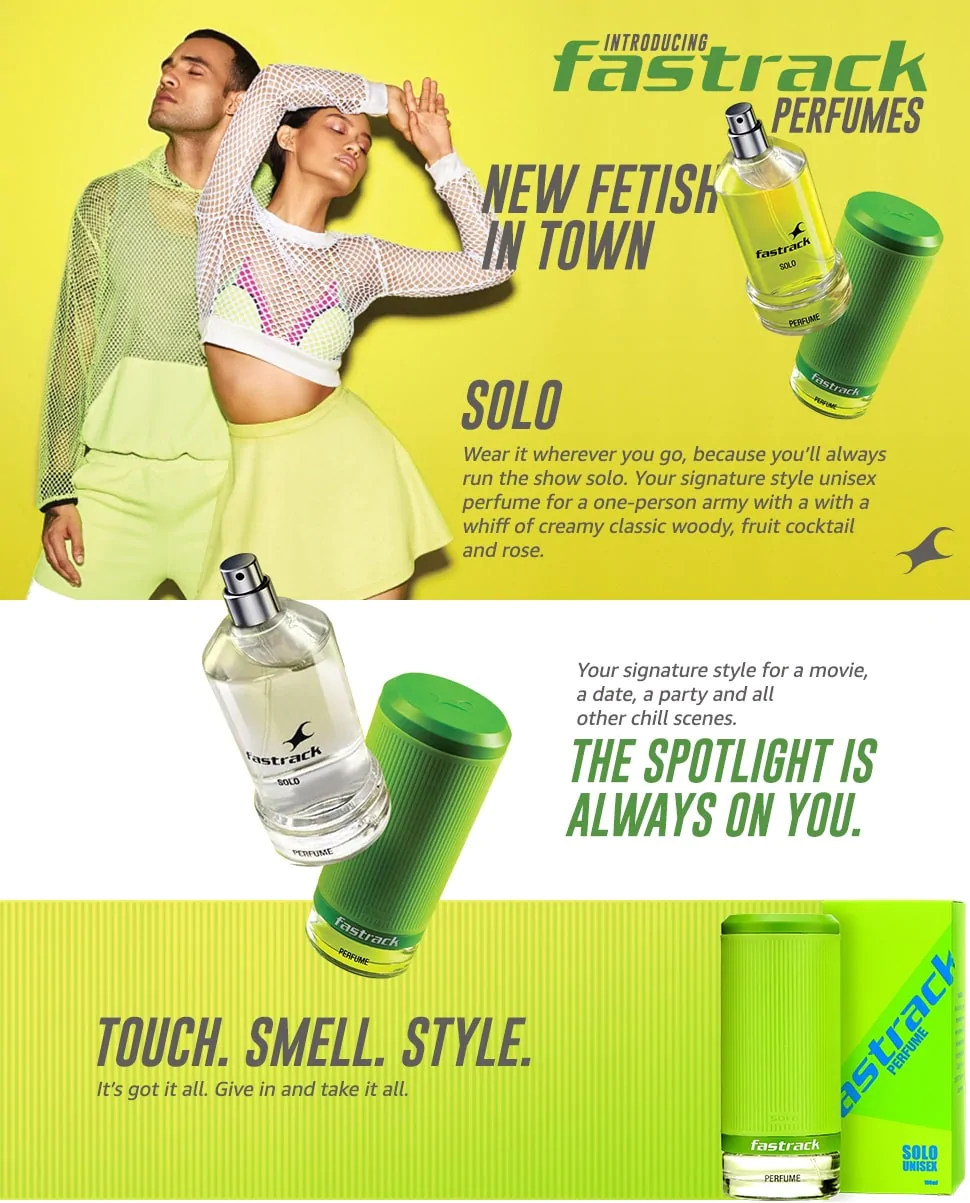 INTRODUCING
fastrack
PERFUMES
NEW FETISH
IN TOWN
fastrack
SOLO
PERFUME
fastrack
PERFUME
SOLO
Wear it wherever you go, because you'll always
run the show solo. Your signature style unisex
perfume for a one-person army with a with a
whiff of creamy classic woody, fruit cocktail
and rose.
fastrack
SOLO
PERFUME
fastrack
PERFUME
Your signature style for a movie,
a date, a party and all
other chill scenes.
THE SPOTLIGHT IS
ALWAYS ON YOU.
TOUCH. SMELL. STYLE.
It's got it all. Give in and take it all.
SOLO
fastrack
PERFUME
fastrack
PERFUME
SOLO
UNISEX
100ml